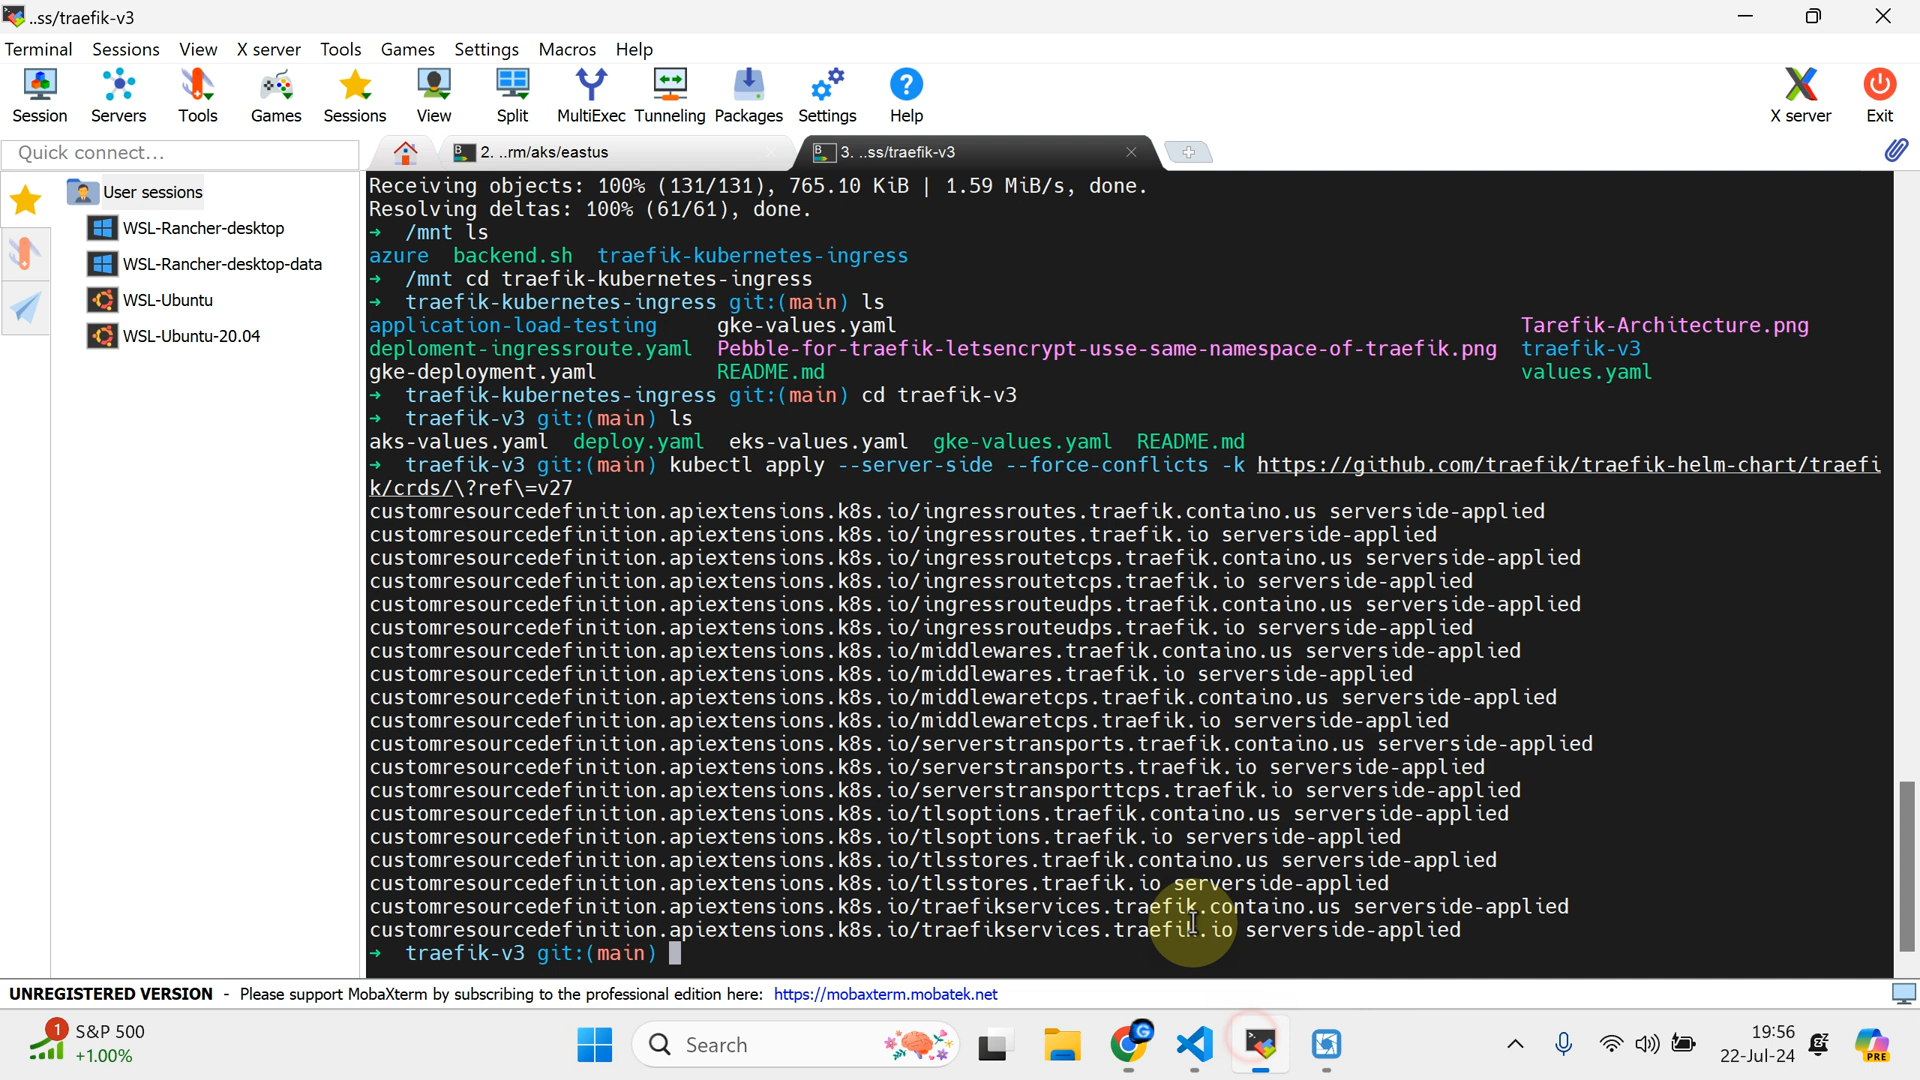 ..ss/traefik-v3
Terminal Sessions View X server Tools Games Settings Macros Help
Session Servers Tools Games Sessions View Split MultiExec Tunneling Packages Settings Help X server Exit
Quick connect...
2. ..rm/aks/eastus
3. ..ss/traefik-v3
User sessions
WSL-Rancher-desktop
WSL-Rancher-desktop-data
WSL-Ubuntu
WSL-Ubuntu-20.04
Receiving objects: 100% (131/131), 765.10 KiB | 1.59 MiB/s, done.
Resolving deltas: 100% (61/61), done.
→ /mnt ls
azure backend.sh traefik-kubernetes-ingress
→ /mnt cd traefik-kubernetes-ingress
→ traefik-kubernetes-ingress git:(main) ls
application-load-testing gke-values.yaml Tarefik-Architecture.png
deploment-ingressroute.yaml Pebble-for-traefik-letsencrypt-usse-same-namespace-of-traefik.png traefik-v3
gke-deployment.yaml README.md values.yaml
→ traefik-kubernetes-ingress git:(main) cd traefik-v3
→ traefik-v3 git:(main) ls
aks-values.yaml deploy.yaml eks-values.yaml gke-values.yaml README.md
→ traefik-v3 git:(main) kubectl apply --server-side --force-conflicts -k https://github.com/traefik/traefik-helm-chart/traefi
k/crds/\?ref\=v27
customresourcedefinition.apiextensions.k8s.io/ingressroutes.traefik.containo.us serverside-applied
customresourcedefinition.apiextensions.k8s.io/ingressroutes.traefik.io serverside-applied
customresourcedefinition.apiextensions.k8s.io/ingressroutetcps.traefik.containo.us serverside-applied
customresourcedefinition.apiextensions.k8s.io/ingressroutetcps.traefik.io serverside-applied
customresourcedefinition.apiextensions.k8s.io/ingressrouteudps.traefik.containo.us serverside-applied
customresourcedefinition.apiextensions.k8s.io/ingressrouteudps.traefik.io serverside-applied
customresourcedefinition.apiextensions.k8s.io/middlewares.traefik.containo.us serverside-applied
customresourcedefinition.apiextensions.k8s.io/middlewares.traefik.io serverside-applied
customresourcedefinition.apiextensions.k8s.io/middlewaretcps.traefik.containo.us serverside-applied
customresourcedefinition.apiextensions.k8s.io/middlewaretcps.traefik.io serverside-applied
customresourcedefinition.apiextensions.k8s.io/serverstransports.traefik.containo.us serverside-applied
customresourcedefinition.apiextensions.k8s.io/serverstransports.traefik.io serverside-applied
customresourcedefinition.apiextensions.k8s.io/serverstransporttcps.traefik.io serverside-applied
customresourcedefinition.apiextensions.k8s.io/tlsoptions.traefik.containo.us serverside-applied
customresourcedefinition.apiextensions.k8s.io/tlsoptions.traefik.io serverside-applied
customresourcedefinition.apiextensions.k8s.io/tlsstores.traefik.containo.us serverside-applied
customresourcedefinition.apiextensions.k8s.io/tlsstores.traefik.io serverside-applied
customresourcedefinition.apiextensions.k8s.io/traefikservices.traefik.containo.us serverside-applied
customresourcedefinition.apiextensions.k8s.io/traefikservices.traefik.io serverside-applied
→ traefik-v3 git:(main)
UNREGISTERED VERSION - Please support MobaXterm by subscribing to the professional edition here: https://mobaxterm.mobatek.net
1 S&P 500
+1.00%
Search
G
19:56
22-Jul-24
PRE